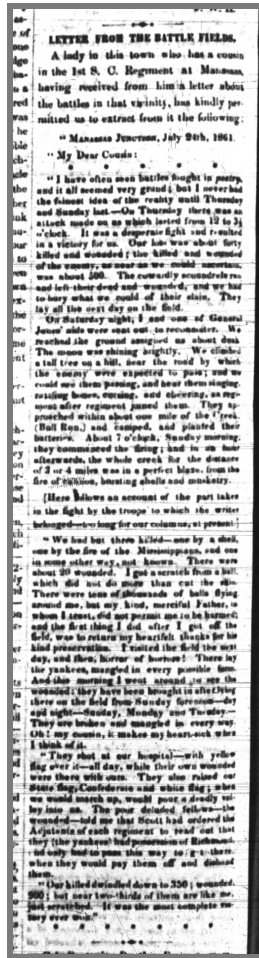 LETTER FROM THE BATTLE FIELDS.
A lady in this town who has a cousin
in the 1st S. C. Regiment at Manassas,
having received from him a letter about
the battles in that vicinity, has kindly per-
mitted us to extract from it the following:
"MANASSAS JUNCTION, July 24th, 1861.
"My Dear Cousin:
* * * * *
"I have often seen battles fought in poetry,
and it all seemed very grand; but I never had
the faintest idea of the reality until Thursday
and Sunday last.—On Thursday there was an
attack made on us which lasted from 12 to 3½
o'clock. It was a desperate fight and resulted
in a victory for us. Our loss was about forty
killed and wounded; the killed and wounded
of the enemy, as near as we could ascertain,
was about 500. The cowardly scoundrels ran
and left their dead and wounded, and we had
to bury what we could of their slain. They
lay all the next day on the field.
On Saturday night, I and one of General
Jones' aids were sent out to reconnoiter. We
reached the ground assigned us about dusk
The moon was shining brightly. We climbed
a tall tree on a hill, near the road by which
the enemy were expected to pass; and we
could see them passing, and hear them singing,
rattling bones, cursing, and cheering, as regi-
ment after regiment joined them. They ap-
proached within about one mile of the
(Bull Run,) and camped, and planted their
batteries. About 7 o'clock, Sunday morning,
they commenced the firing; and in an hour
afterwards, the whole creek for the distance
of 3 or 4 miles was in a perfect blaze, from the
fire of cannon, bursting shells and musketry.
(Here follows an account of the part taken
in the fight by the troops to which the writer
belonged—too long for our columns, at present.)
"We had but three killed—one by a shell,
one by the fire of the Mississippians, and one
in some other way, not known. There were
about 20 wounded. I got a scratch from a ball,
which did not do more than cut the skin.
There were tens of thousands of balls flying
around me, but my kind, merciful Father, in
whom I trust, did not permit me to be harmed;
and the first thing I did after I got off the
field, was to return my heartfelt thanks for his
kind preservation. I visited the field the next
day, and then, horror of horrors! There lay
the yankees, mangled in every possible form.
And this morning I went around to see the
wounded; they have been brought in after lying
there on the field from Sunday forenoon—day
and night—Sunday, Monday and Tuesday.—
They are broken and mangled in every way.
Oh! my cousin, it makes my heart sick when
I think of it.
"They shot at our hospital—with yellow
flag over it—all day, while their own wounded
were there with ours. They also raised our
State flag, Confederate and white flag; when
we would march up, would pour a deadly vol-
ley into us. The poor deluded fellows—the
wounded—told me that Scott had ordered the
Adjutants of each regiment to read out that
they (the yankees) had possession of Richmond,
and only had to pass this way to get there
when they would pay them off and disband
them.
"Our killed dwindled down to 350; wounded,
900; but near two-thirds of them are like me,
just scratched. It was the most complete vic-
tory ever won."
* * * * *